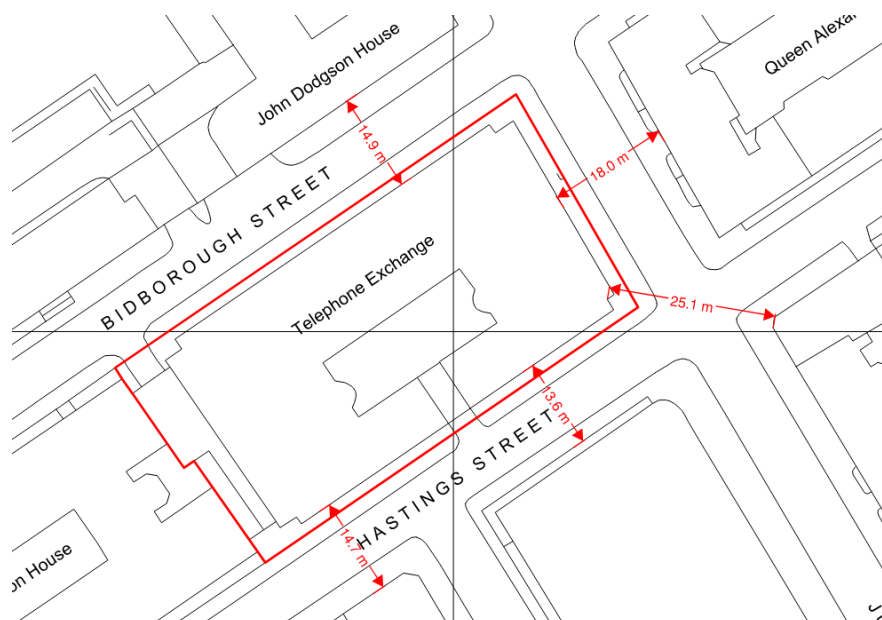 John Dodgson House
Queen Alexa
14.9 m
18.0 m
BIDBOROUGH STREET
Telephone Exchange
25.1 m
13.6 m
HASTINGS STREET
14.7 m
on House